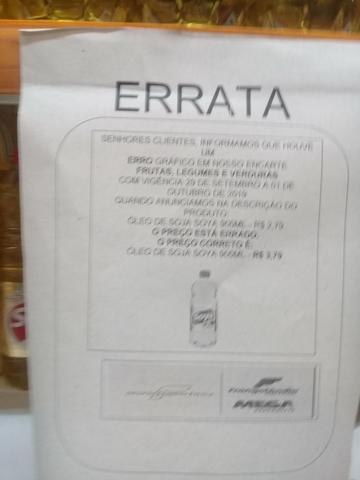 ERRATA
SENHORES CLIENTES, INFORMAMOS QUE HOUVE
UM
ERRO GRÁFICO EM NOSSO ENCARTE
FRUTAS, LEGUMES E VERDURAS
COM VIGÊNCIA 29 DE SETEMBRO A 01 DE
OUTUBRO DE 2019
QUANDO ANUNCIAMOS NA DESCRIÇÃO DO
PRODUTO:
ÓLEO DE SOJA SOYA 900ML - R$ 2,79
O PREÇO ESTÁ ERRADO.
O PREÇO CORRETO É:
ÓLEO DE SOJA SOYA 900ML - R$ 3,79
MEGA